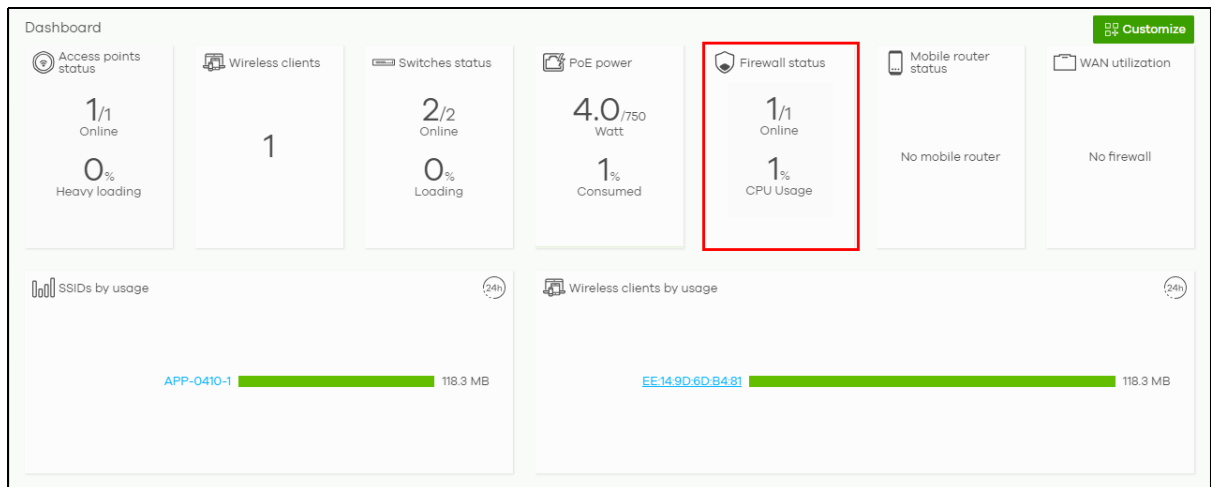 Dashboard
Customize
Access points
status
1/1
Online
0%
Heavy loading
Wireless clients
1
Switches status
2/2
Online
0%
Loading
PoE power
4.0/750
Watt
1%
Consumed
Firewall status
1/1
Online
1%
CPU Usage
Mobile router
status
No mobile router
WAN utilization
No firewall
SSIDs by usage
24h
APP-0410-1 118.3 MB
Wireless clients by usage
24h
EE:14:9D:6D:B4:81 118.3 MB